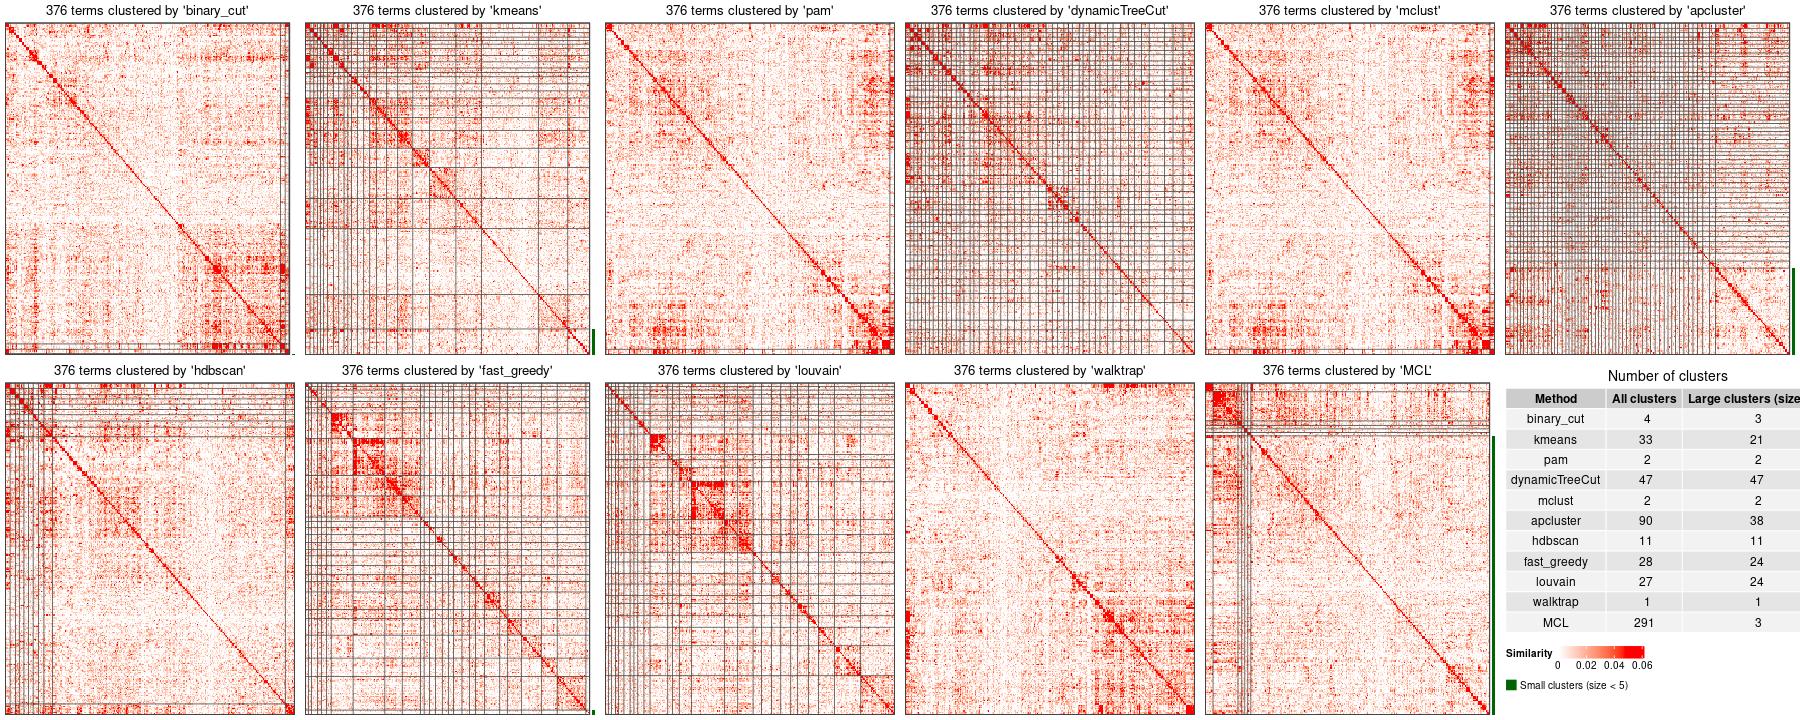 376 terms clustered by 'binary_cut'
376 terms clustered by 'kmeans'
376 terms clustered by 'pam'
376 terms clustered by 'dynamicTreeCut'
376 terms clustered by 'mclust'
376 terms clustered by 'apcluster'
376 terms clustered by 'hdbscan'
376 terms clustered by 'fast_greedy'
376 terms clustered by 'louvain'
376 terms clustered by 'walktrap'
376 terms clustered by 'MCL'
Number of clusters
Method All clusters Large clusters (size
binary_cut 4 3
kmeans 33 21
pam 2 2
dynamicTreeCut 47 47
mclust 2 2
apcluster 90 38
hdbscan 11 11
fast_greedy 28 24
louvain 27 24
walktrap 1 1
MCL 291 3
Similarity
0 0.02 0.04 0.06
Small clusters (size < 5)